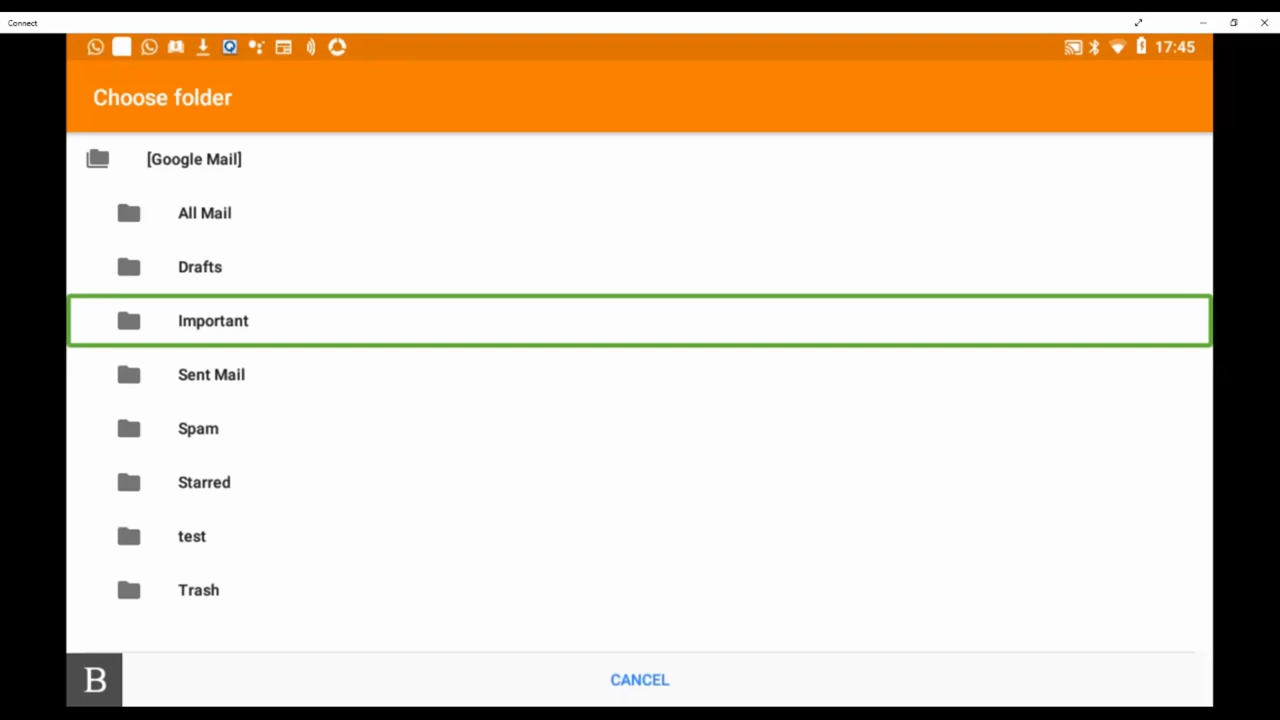 Connect
17:45
Choose folder
[Google Mail]
All Mail
Drafts
Important
Sent Mail
Spam
Starred
test
Trash
B
CANCEL